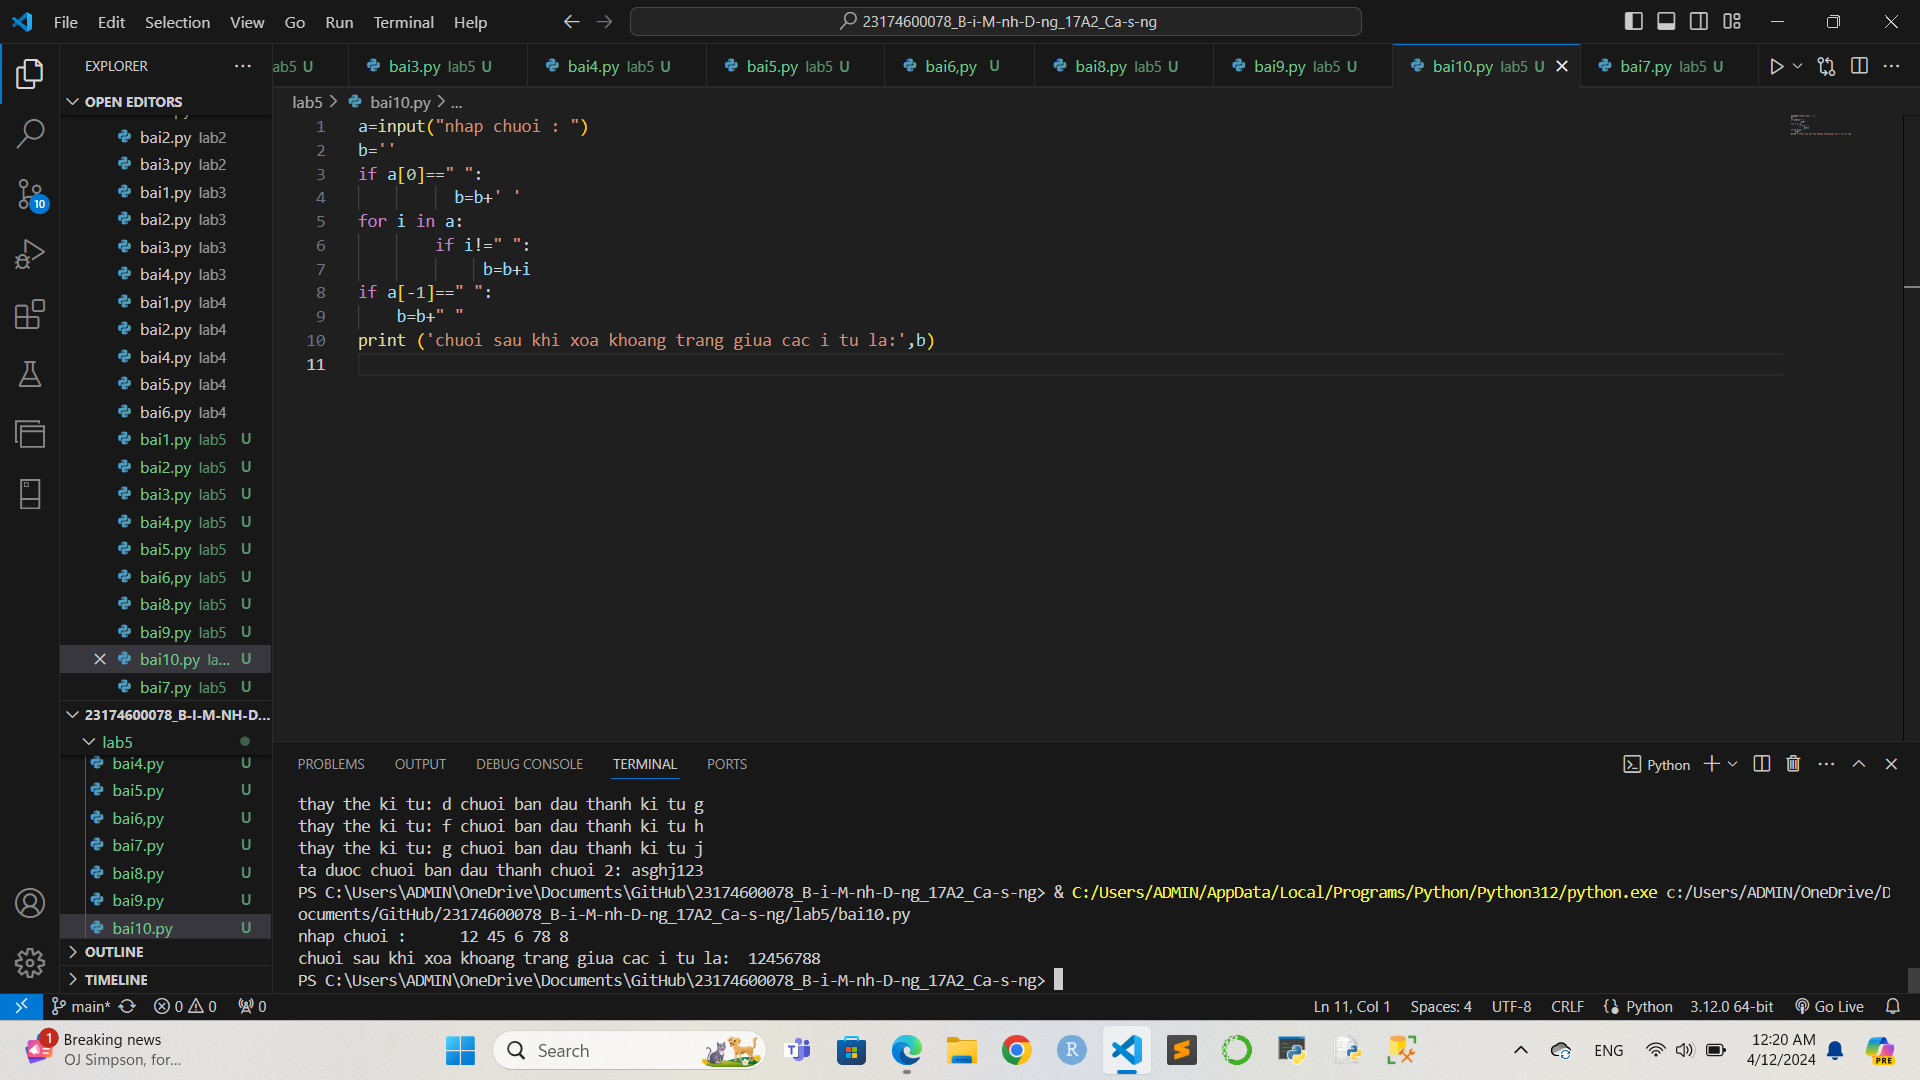 File Edit Selection View Go Run Terminal Help
23174600078_B-i-M-nh-D-ng_17A2_Ca-s-ng
EXPLORER
ab5 U bai3.py lab5 U bai4.py lab5 U bai5.py lab5 U bai6,py U bai8.py lab5 U bai9.py lab5 U bai10.py lab5 U bai7.py lab5 U
OPEN EDITORS
bai2.py lab2
bai3.py lab2
bai1.py lab3
bai2.py lab3
bai3.py lab3
bai4.py lab3
bai1.py lab4
bai2.py lab4
bai4.py lab4
bai5.py lab4
bai6.py lab4
bai1.py lab5 U
bai2.py lab5 U
bai3.py lab5 U
bai4.py lab5 U
bai5.py lab5 U
bai6,py lab5 U
bai8.py lab5 U
bai9.py lab5 U
bai10.py la... U
bai7.py lab5 U
23174600078_B-I-M-NH-D...
lab5
bai4.py U
bai5.py U
bai6,py U
bai7.py U
bai8.py U
bai9.py U
bai10.py U
OUTLINE
TIMELINE
10
lab5 > bai10.py > ...
1 a=input("nhap chuoi : ")
2 b=''
3 if a[0]==" ":
4 b=b+' '
5 for i in a:
6 if i!=" ":
7 b=b+i
8 if a[-1]==" ":
9 b=b+" "
10 print ('chuoi sau khi xoa khoang trang giua cac i tu la:',b)
11
PROBLEMS OUTPUT DEBUG CONSOLE TERMINAL PORTS
Python
thay the ki tu: d chuoi ban dau thanh ki tu g
thay the ki tu: f chuoi ban dau thanh ki tu h
thay the ki tu: g chuoi ban dau thanh ki tu j
ta duoc chuoi ban dau thanh chuoi 2: asghj123
PS C:\Users\ADMIN\OneDrive\Documents\GitHub\23174600078_B-i-M-nh-D-ng_17A2_Ca-s-ng> & C:/Users/ADMIN/AppData/Local/Programs/Python/Python312/python.exe c:/Users/ADMIN/OneDrive/D
ocuments/GitHub/23174600078_B-i-M-nh-D-ng_17A2_Ca-s-ng/lab5/bai10.py
nhap chuoi :      12 45 6 78 8
chuoi sau khi xoa khoang trang giua cac i tu la:  12456788
PS C:\Users\ADMIN\OneDrive\Documents\GitHub\23174600078_B-i-M-nh-D-ng_17A2_Ca-s-ng>
main* 0 0 0
Ln 11, Col 1 Spaces: 4 UTF-8 CRLF Python 3.12.0 64-bit Go Live
1 Breaking news
OJ Simpson, for...
Search
R
PRE
ENG
12:20 AM
4/12/2024